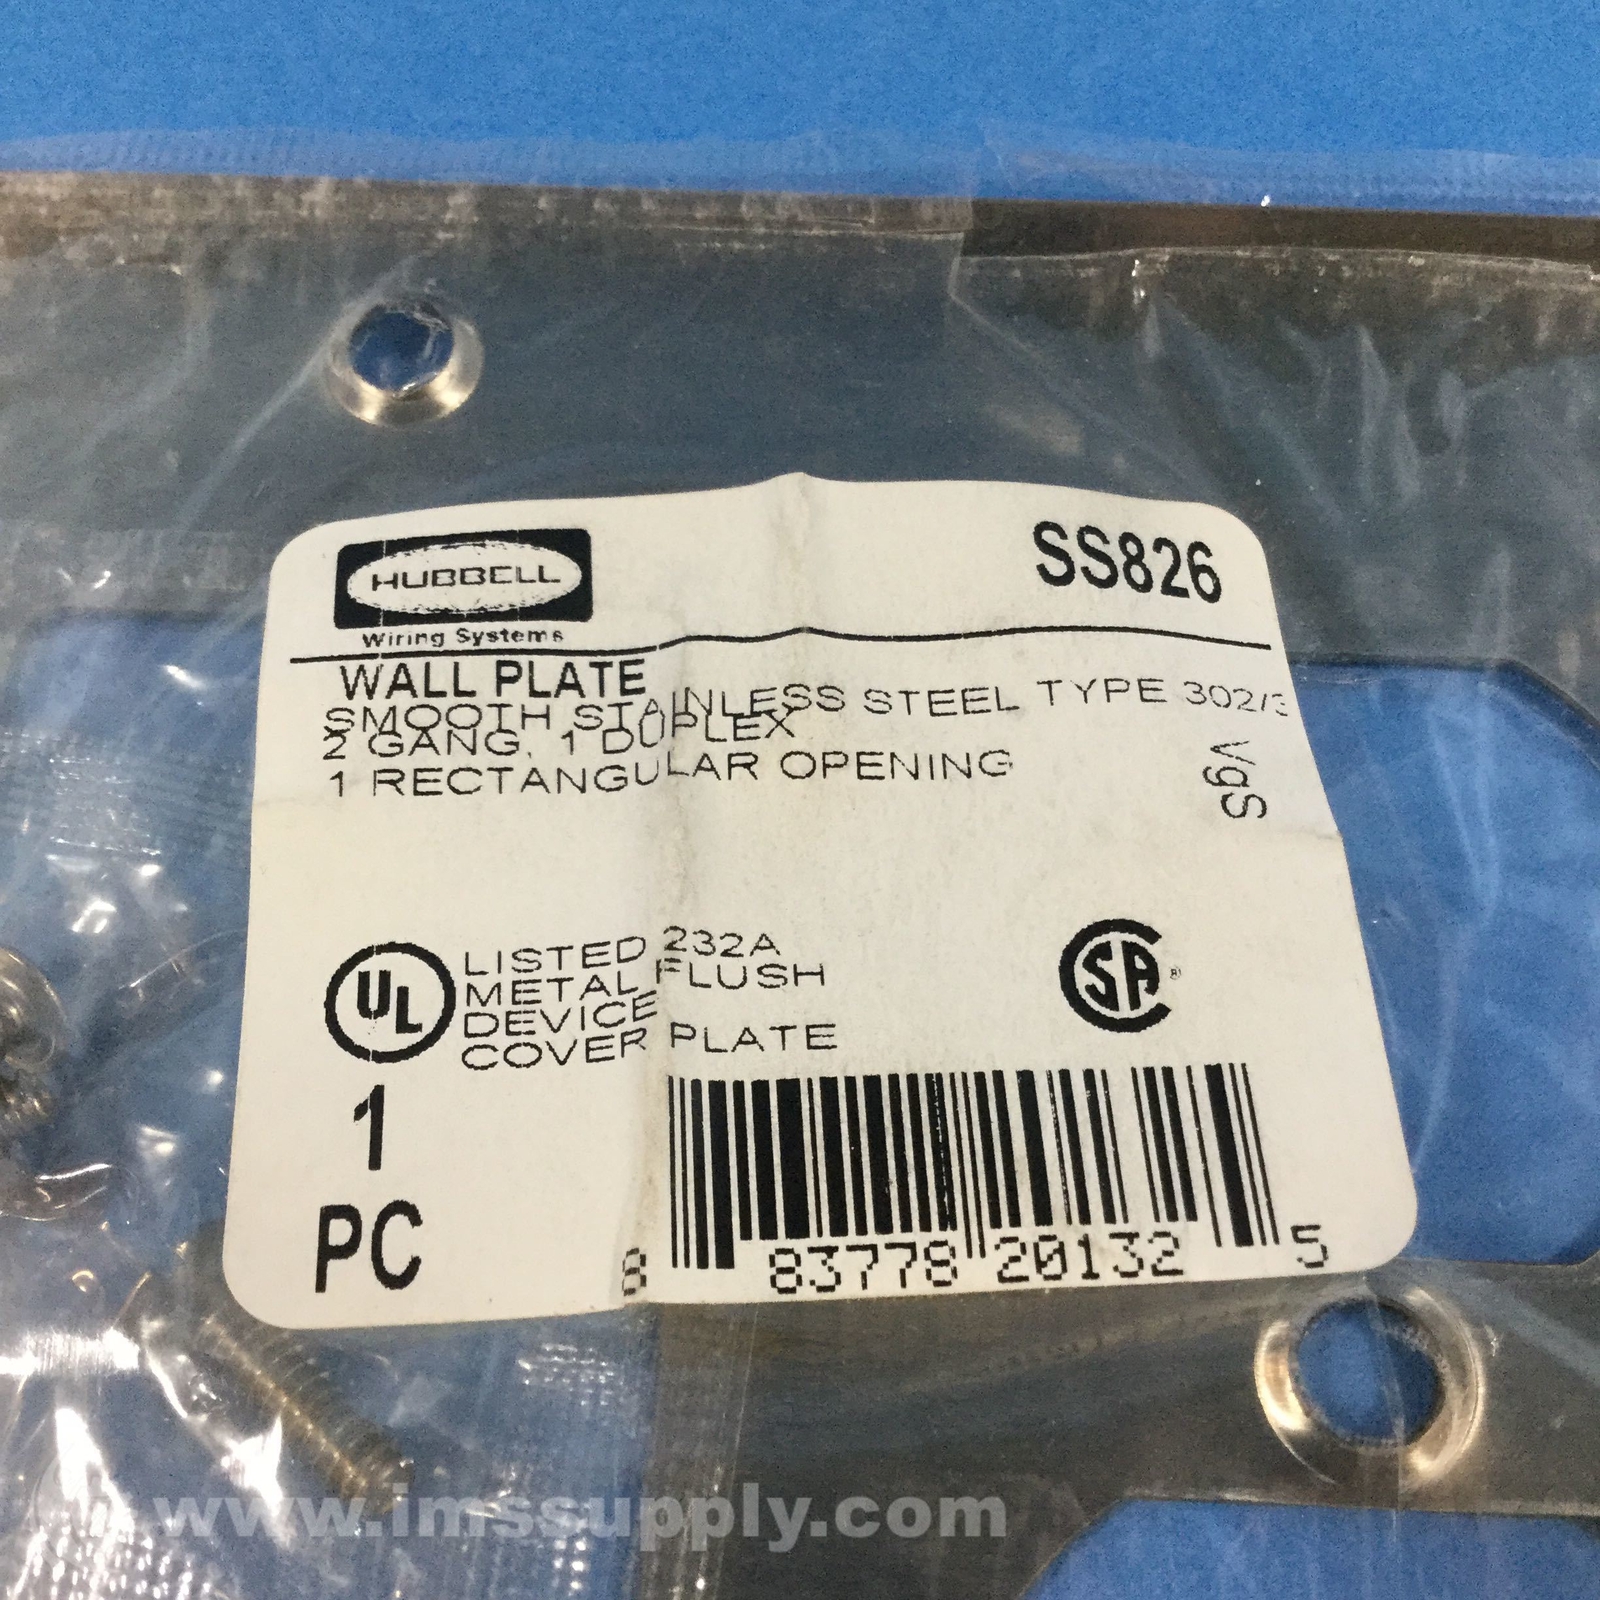 HUBBELL
Wiring Systems
SS826
WALL PLATE
SMOOTH STAINLESS STEEL TYPE 302/3
2 GANG, 1 DUPLEX
1 RECTANGULAR OPENING
VgS
UL LISTED 232A
METAL FLUSH
DEVICE
COVER PLATE
SA ®
1
PC
8 83778 20132 5
www.imssupply.com